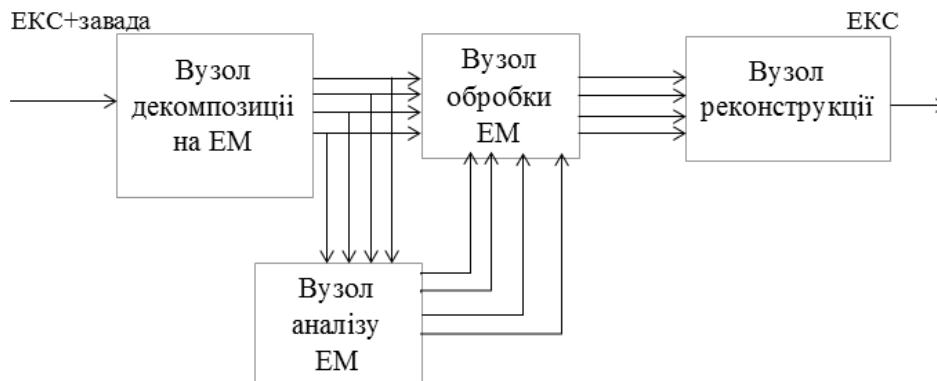 ЕКС+завада
ЕКС
Вузол
декомпозиції
на ЕМ
Вузол
обробки
ЕМ
Вузол
реконструкції
Вузол
аналізу
ЕМ